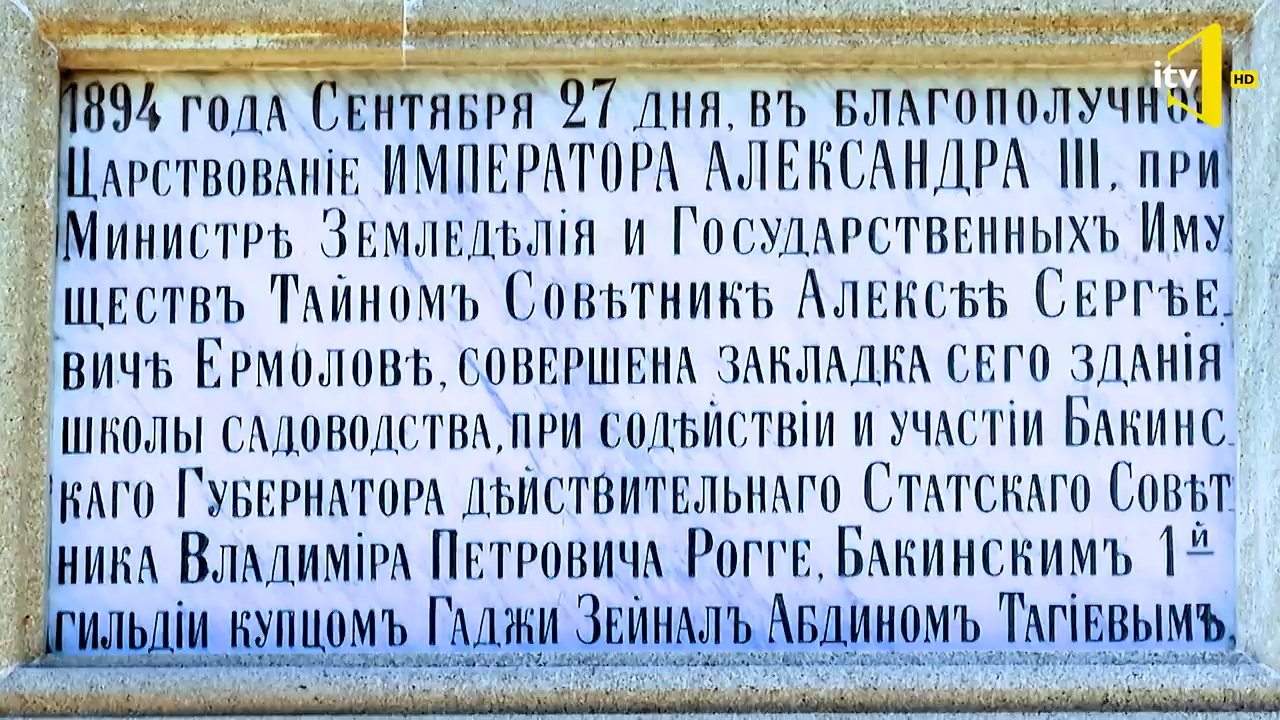 1894 ГОДА СЕНТЯБРЯ 27 ДНЯ, ВЪ БЛАГОПОЛУЧНОЕ
ЦАРСТВОВАНІЕ ИМПЕРАТОРА АЛЕКСАНДРА III, ПРИ
МИНИСТРѢ ЗЕМЛЕДѢЛІЯ И ГОСУДАРСТВЕННЫХЪ ИМУ
ЩЕСТВЪ ТАЙНОМЪ СОВѢТНИКѢ АЛЕКСѢѢ СЕРГѢЕ-
ВИЧѢ ЕРМОЛОВѢ, СОВЕРШЕНА ЗАКЛАДКА СЕГО ЗДАНІЯ
ШКОЛЫ САДОВОДСТВА, ПРИ СОДѢЙСТВІИ И УЧАСТІИ БАКИНС-
КАГО ГУБЕРНАТОРА ДѢЙСТВИТЕЛЬНАГО СТАТСКАГО СОВѢТ
НИКА ВЛАДИМІРА ПЕТРОВИЧА РОГГЕ, БАКИНСКИМЪ 1й
ГИЛЬДІИ КУПЦОМЪ ГАДЖИ ЗЕЙНАЛЪ АБДИНОМЪ ТАГІЕВЫМЪ,
itv HD